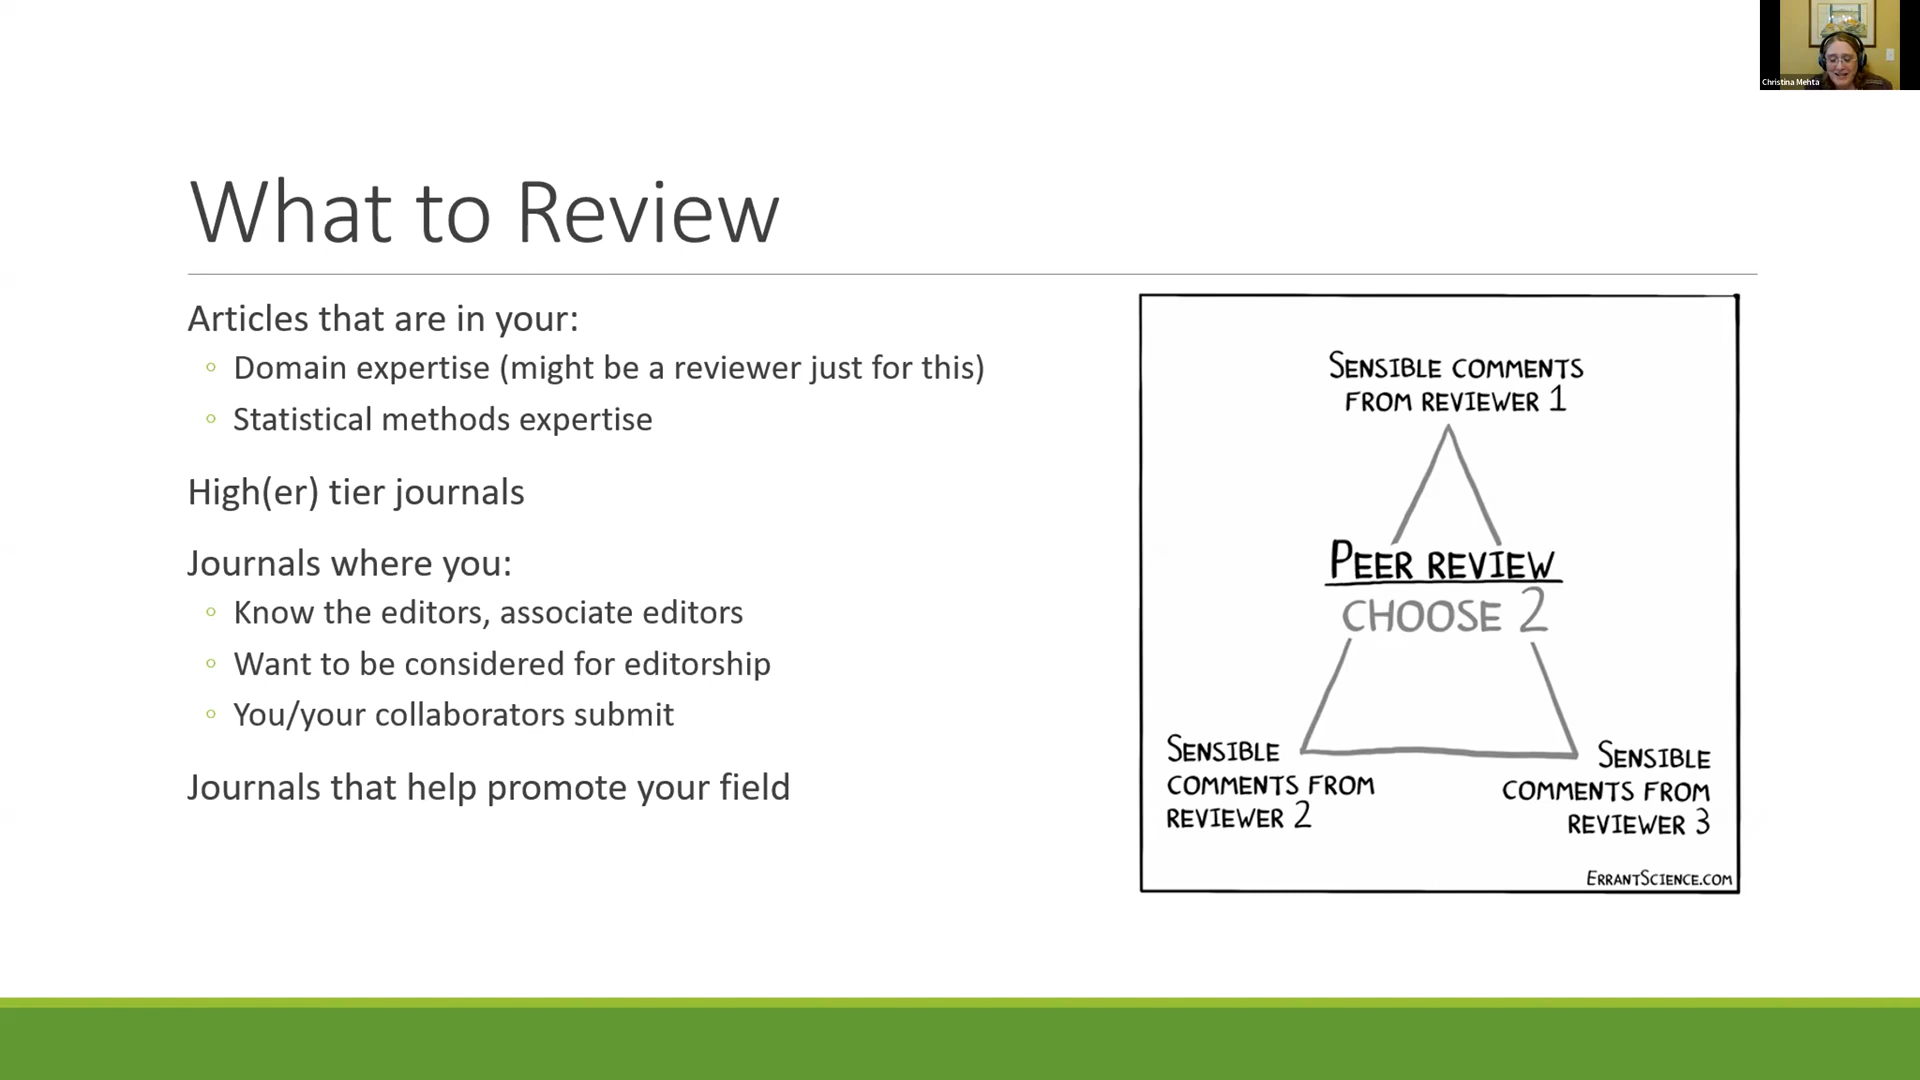 Christina Mehta
What to Review
Articles that are in your:
Domain expertise (might be a reviewer just for this)
Statistical methods expertise
High(er) tier journals
Journals where you:
Know the editors, associate editors
Want to be considered for editorship
You/your collaborators submit
Journals that help promote your field
SENSIBLE COMMENTS
FROM REVIEWER 1
PEER REVIEW
CHOOSE 2
SENSIBLE
COMMENTS FROM
REVIEWER 2
SENSIBLE
COMMENTS FROM
REVIEWER 3
ERRANTSCIENCE.COM